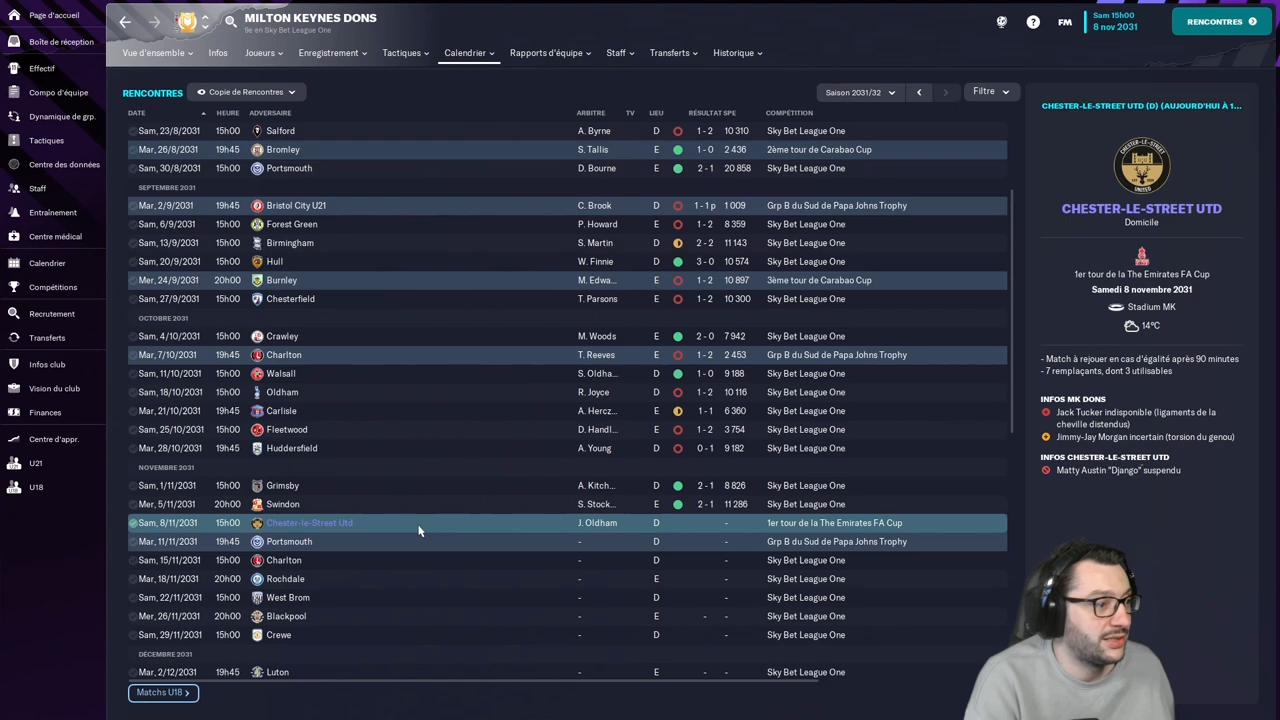 Page d'accueil
Boîte de réception
Effectif
Compo d'équipe
Dynamique de grp.
Tactiques
Centre des données
Staff
Entraînement
Centre médical
Calendrier
Compétitions
Recrutement
Transferts
Infos club
Vision du club
Finances
Centre d'appr.
U21
U18
MILTON KEYNES DONS
9e en Sky Bet League One
FM
Sam 15h00
8 nov 2031
RENCONTRES
Vue d'ensemble
Infos
Joueurs
Enregistrement
Tactiques
Calendrier
Rapports d'équipe
Staff
Transferts
Historique
RENCONTRES
Copie de Rencontres
Saison 2031/32
Filtre
DATE HEURE ADVERSAIRE ARBITRE TV LIEU RÉSULTAT SPE COMPÉTITION
Sam, 23/8/2031 15h00 Salford A. Byrne D 1 - 2 10 310 Sky Bet League One
Mar, 26/8/2031 19h45 Bromley S. Tallis E 1 - 0 2 436 2ème tour de Carabao Cup
Sam, 30/8/2031 15h00 Portsmouth D. Bourne E 2 - 1 20 858 Sky Bet League One
SEPTEMBRE 2031
Mar, 2/9/2031 19h45 Bristol City U21 C. Brook D 1 - 1 p 1 009 Grp B du Sud de Papa Johns Trophy
Sam, 6/9/2031 15h00 Forest Green P. Howard E 1 - 2 8 359 Sky Bet League One
Sam, 13/9/2031 15h00 Birmingham S. Martin D 2 - 2 11 143 Sky Bet League One
Sam, 20/9/2031 15h00 Hull W. Finnie D 3 - 0 10 574 Sky Bet League One
Mer, 24/9/2031 20h00 Burnley M. Edwa... E 1 - 2 10 897 3ème tour de Carabao Cup
Sam, 27/9/2031 15h00 Chesterfield T. Parsons E 1 - 2 10 300 Sky Bet League One
OCTOBRE 2031
Sam, 4/10/2031 15h00 Crawley M. Woods E 2 - 0 7 942 Sky Bet League One
Mar, 7/10/2031 19h45 Charlton T. Reeves E 1 - 2 2 453 Grp B du Sud de Papa Johns Trophy
Sam, 11/10/2031 15h00 Walsall S. Oldha... D 1 - 0 9 188 Sky Bet League One
Sam, 18/10/2031 15h00 Oldham R. Joyce D 1 - 2 10 116 Sky Bet League One
Mar, 21/10/2031 19h45 Carlisle A. Hercz... E 1 - 1 6 360 Sky Bet League One
Sam, 25/10/2031 15h00 Fleetwood D. Handl... E 1 - 2 3 754 Sky Bet League One
Mar, 28/10/2031 19h45 Huddersfield A. Young D 0 - 1 9 182 Sky Bet League One
NOVEMBRE 2031
Sam, 1/11/2031 15h00 Grimsby A. Kitch... D 2 - 1 8 826 Sky Bet League One
Mer, 5/11/2031 20h00 Swindon S. Stock... E 2 - 1 11 286 Sky Bet League One
Sam, 8/11/2031 15h00 Chester-le-Street Utd J. Oldham D - 1er tour de la The Emirates FA Cup
Mar, 11/11/2031 19h45 Portsmouth - D - Grp B du Sud de Papa Johns Trophy
Sam, 15/11/2031 15h00 Charlton - D - Sky Bet League One
Mar, 18/11/2031 20h00 Rochdale - E - Sky Bet League One
Sam, 22/11/2031 15h00 West Brom - D - Sky Bet League One
Mer, 26/11/2031 20h00 Blackpool - E - - Sky Bet League One
Sam, 29/11/2031 15h00 Crewe - D - Sky Bet League One
DÉCEMBRE 2031
Mar, 2/12/2031 19h45 Luton - E - - Sky Bet League One
Matchs U18
CHESTER-LE-STREET UTD (D) (AUJOURD'HUI À 1...
CHESTER-LE-STREET
UNITED
CHESTER-LE-STREET UTD
Domicile
1er tour de la The Emirates FA Cup
Samedi 8 novembre 2031
Stadium MK
14°C
- Match à rejouer en cas d'égalité après 90 minutes
- 7 remplaçants, dont 3 utilisables
INFOS MK DONS
Jack Tucker indisponible (ligaments de la
cheville distendus)
Jimmy-Jay Morgan incertain (torsion du genou)
INFOS CHESTER-LE-STREET UTD
Matty Austin "Django" suspendu